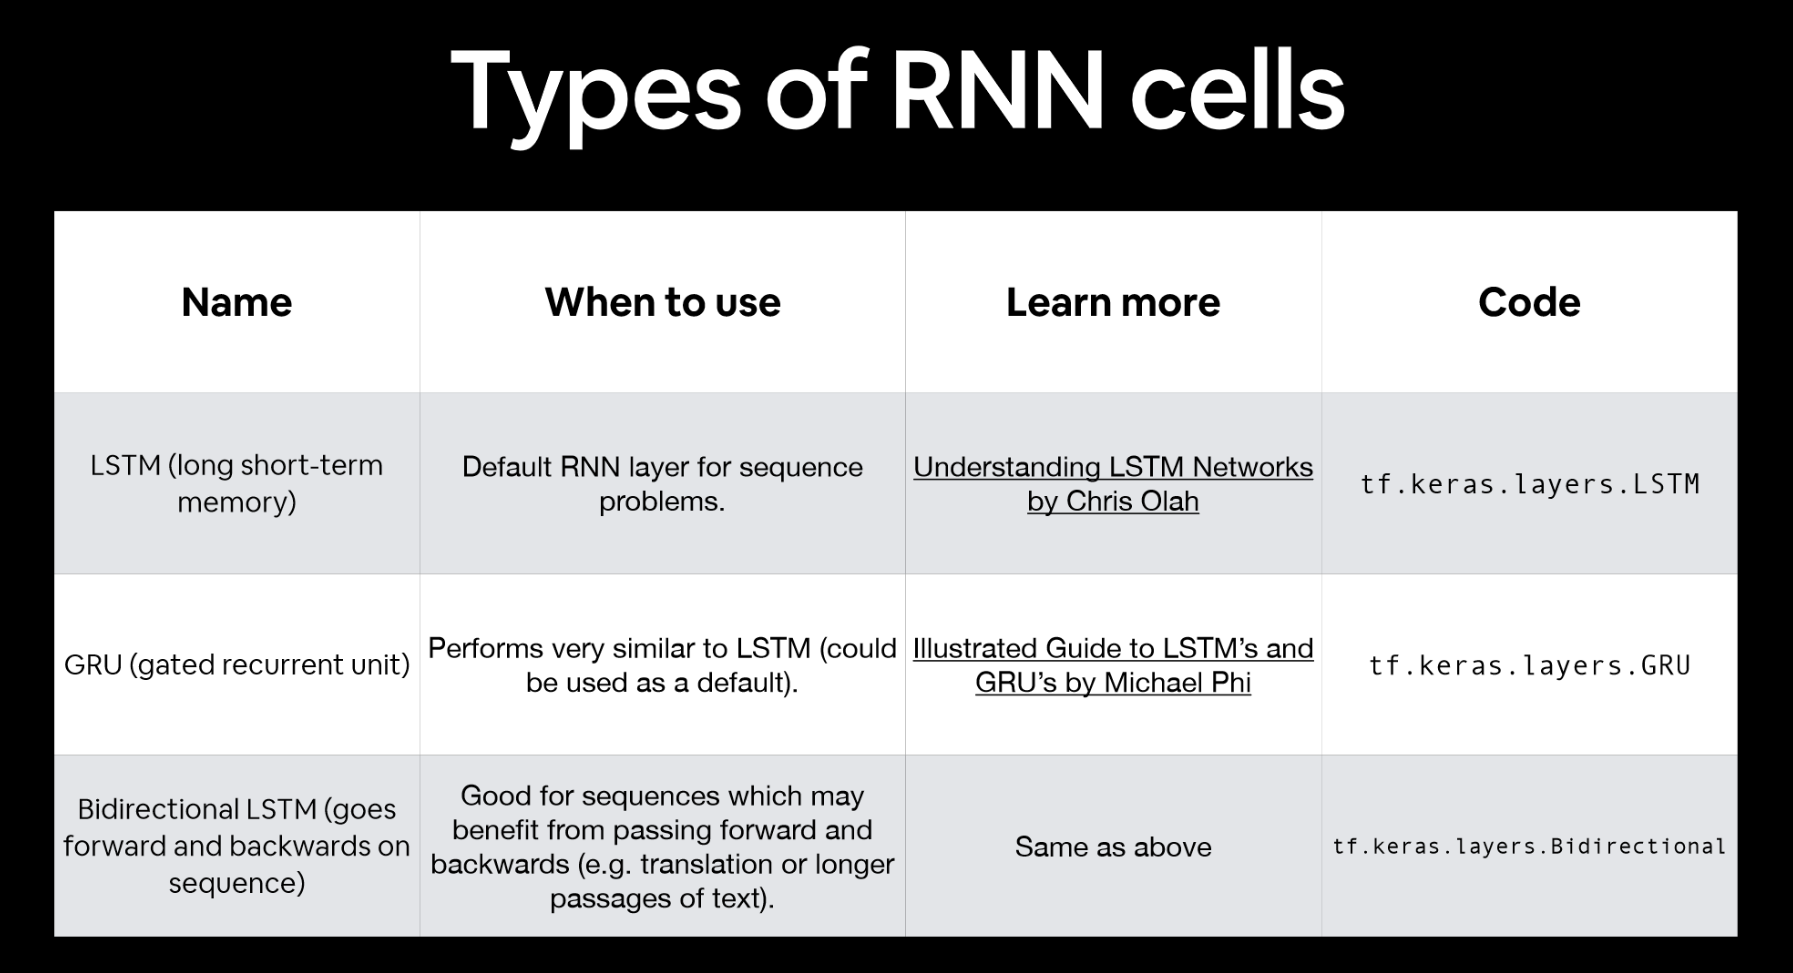 Types of RNN cells
Name
When to use
Learn more
Code
LSTM (long short-term
memory)
Default RNN layer for sequence
problems.
Understanding LSTM Networks
by Chris Olah
tf.keras.layers.LSTM
GRU (gated recurrent unit)
Performs very similar to LSTM (could
be used as a default).
Illustrated Guide to LSTM’s and
GRU’s by Michael Phi
tf.keras.layers.GRU
Bidirectional LSTM (goes
forward and backwards on
sequence)
Good for sequences which may
benefit from passing forward and
backwards (e.g. translation or longer
passages of text).
Same as above
tf.keras.layers.Bidirectional